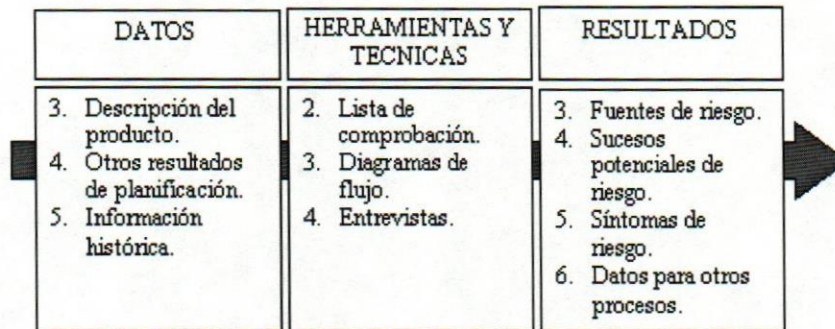 DATOS
3. Descripción del
producto.
4. Otros resultados
de planificación.
5. Información
histórica.
HERRAMIENTAS Y
TECNICAS
2. Lista de
comprobación.
3. Diagramas de
flujo.
4. Entrevistas.
RESULTADOS
3. Fuentes de riesgo.
4. Sucesos
potenciales de
riesgo.
5. Síntomas de
riesgo.
6. Datos para otros
procesos.